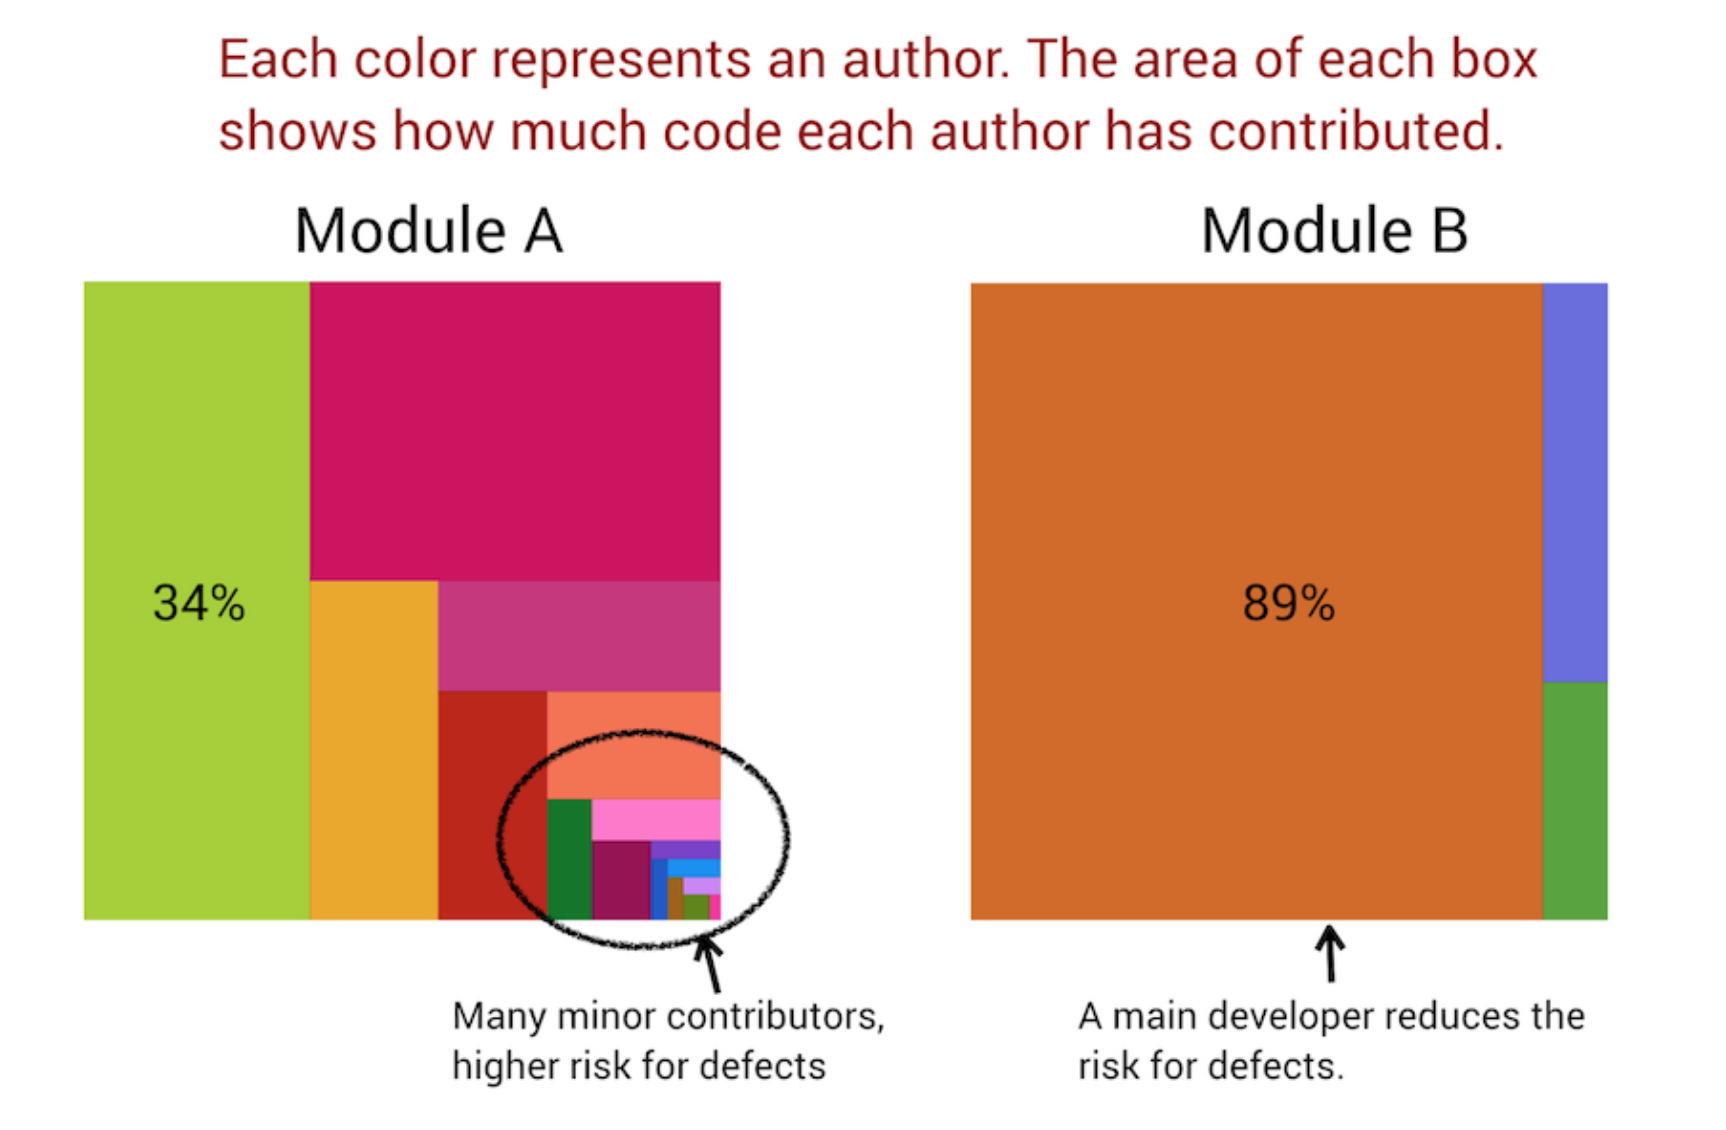 Each color represents an author. The area of each box
shows how much code each author has contributed.
Module A
Module B
34%
89%
Many minor contributors,
higher risk for defects
A main developer reduces the
risk for defects.